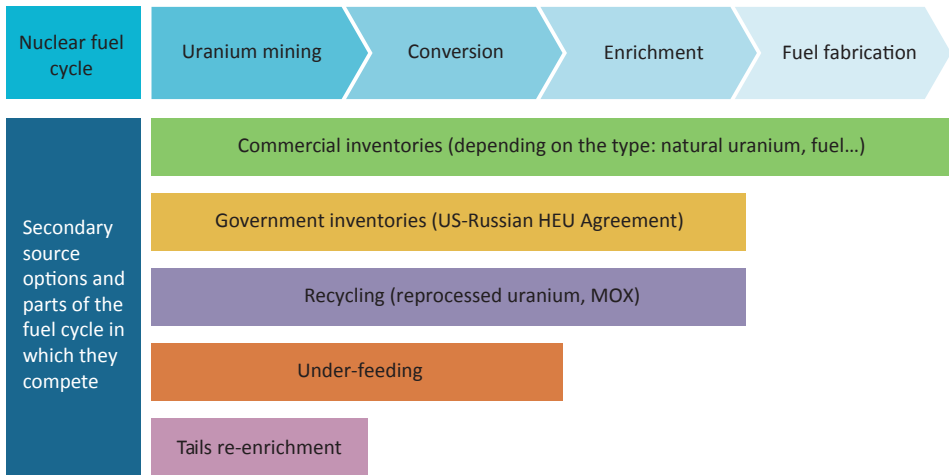 Nuclear fuel
cycle
Uranium mining
Conversion
Enrichment
Fuel fabrication
Secondary
source
options and
parts of the
fuel cycle in
which they
compete
Commercial inventories (depending on the type: natural uranium, fuel…)
Government inventories (US-Russian HEU Agreement)
Recycling (reprocessed uranium, MOX)
Under-feeding
Tails re-enrichment